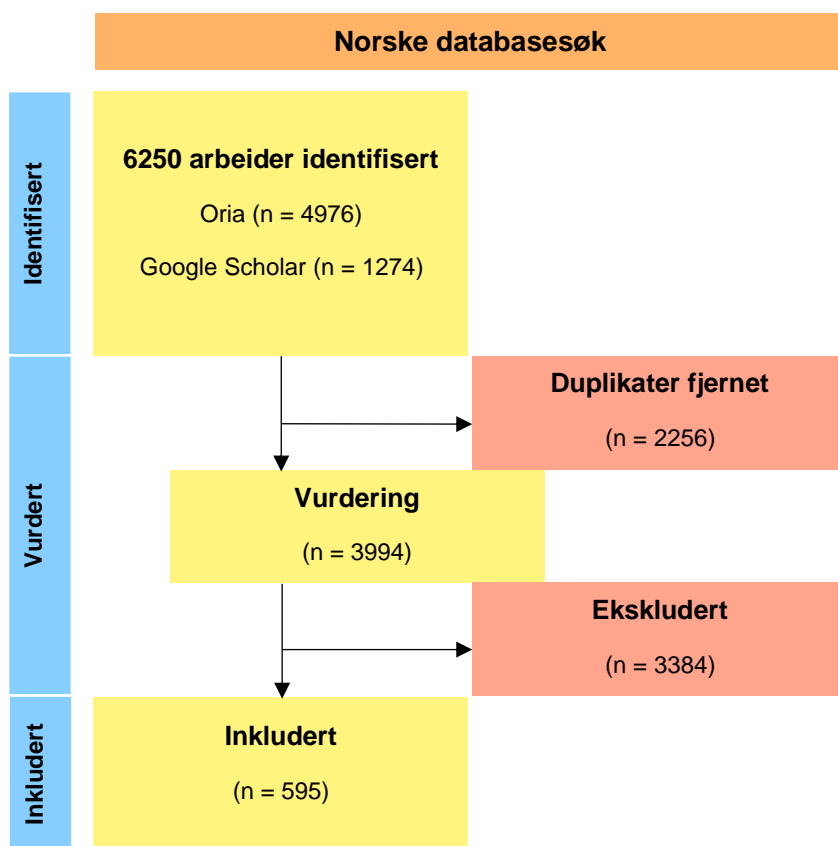 Norske databasesøk
Identifisert
6250 arbeider identifisert
Oria (n = 4976)
Google Scholar (n = 1274)
Duplikater fjernet
(n = 2256)
Vurdert
Vurdering
(n = 3994)
Ekskludert
(n = 3384)
Inkludert
Inkludert
(n = 595)